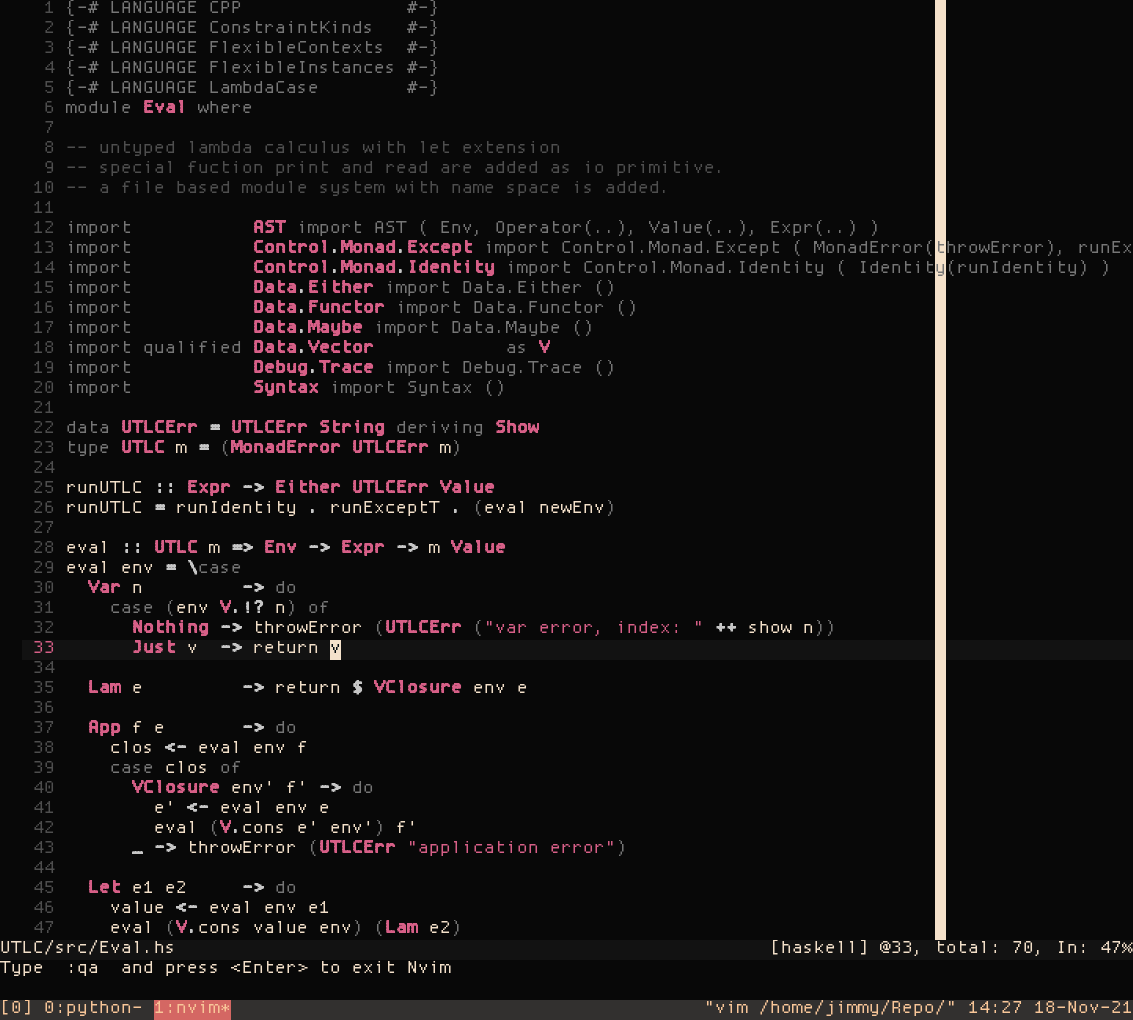 1 {-# LANGUAGE CPP               #-}
2 {-# LANGUAGE ConstraintKinds   #-}
3 {-# LANGUAGE FlexibleContexts  #-}
4 {-# LANGUAGE FlexibleInstances #-}
5 {-# LANGUAGE LambdaCase        #-}
6 module Eval where
7
8 -- untyped lambda calculus with let extension
9 -- special fuction print and read are added as io primitive.
10 -- a file based module system with name space is added.
11
12 import           AST import AST ( Env, Operator(..), Value(..), Expr(..) )
13 import           Control.Monad.Except import Control.Monad.Except ( MonadError(throwError), runEx
14 import           Control.Monad.Identity import Control.Monad.Identity ( Identity(runIdentity) )
15 import           Data.Either import Data.Either ()
16 import           Data.Functor import Data.Functor ()
17 import           Data.Maybe import Data.Maybe ()
18 import qualified Data.Vector            as V
19 import           Debug.Trace import Debug.Trace ()
20 import           Syntax import Syntax ()
21
22 data UTLCErr = UTLCErr String deriving Show
23 type UTLC m = (MonadError UTLCErr m)
24
25 runUTLC :: Expr -> Either UTLCErr Value
26 runUTLC = runIdentity . runExceptT . (eval newEnv)
27
28 eval :: UTLC m => Env -> Expr -> m Value
29 eval env = \case
30   Var n         -> do
31     case (env V.!? n) of
32       Nothing -> throwError (UTLCErr ("var error, index: " ++ show n))
33       Just v  -> return v
34
35   Lam e         -> return $ VClosure env e
36
37   App f e       -> do
38     clos <- eval env f
39     case clos of
40       VClosure env' f' -> do
41         e' <- eval env e
42         eval (V.cons e' env') f'
43       _ -> throwError (UTLCErr "application error")
44
45   Let e1 e2     -> do
46     value <- eval env e1
47     eval (V.cons value env) (Lam e2)
UTLC/src/Eval.hs [haskell] @33, total: 70, In: 47%
Type  :qa  and press <Enter> to exit Nvim
[0] 0:python- 1:nvim* "vim /home/jimmy/Repo/" 14:27 18-Nov-21